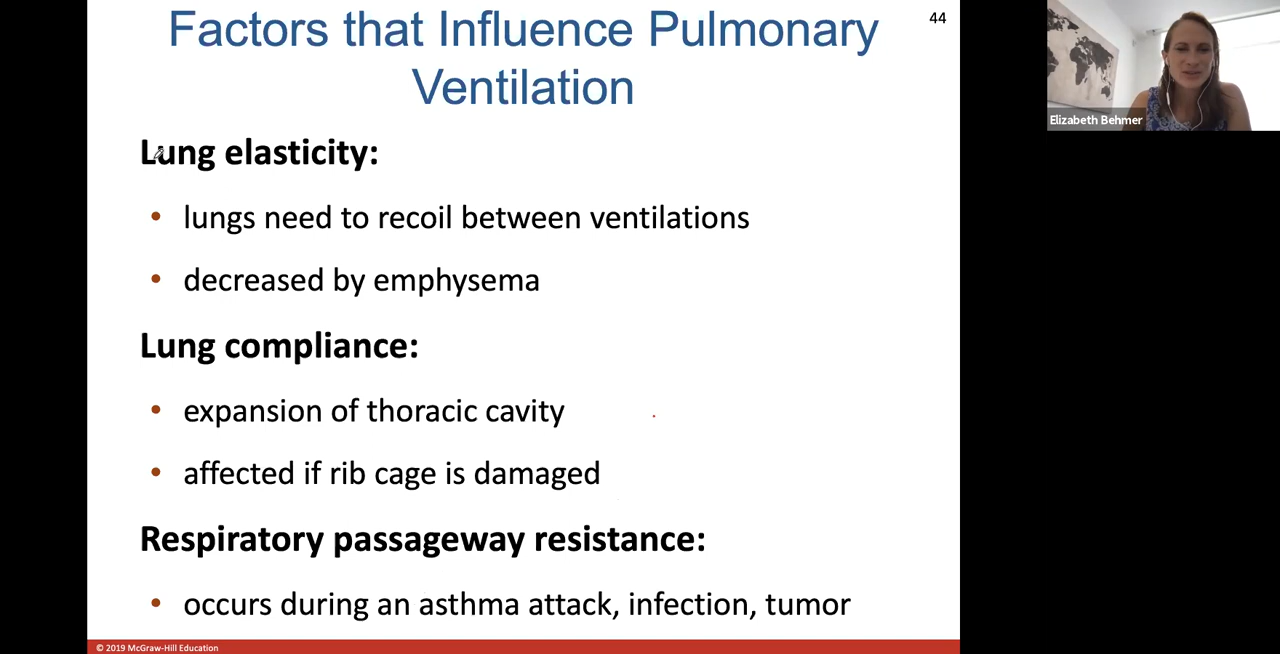 Factors that Influence Pulmonary
Ventilation
44
Elizabeth Behmer
Lung elasticity:
• lungs need to recoil between ventilations
• decreased by emphysema
Lung compliance:
• expansion of thoracic cavity
• affected if rib cage is damaged
Respiratory passageway resistance:
• occurs during an asthma attack, infection, tumor
© 2019 McGraw-Hill Education